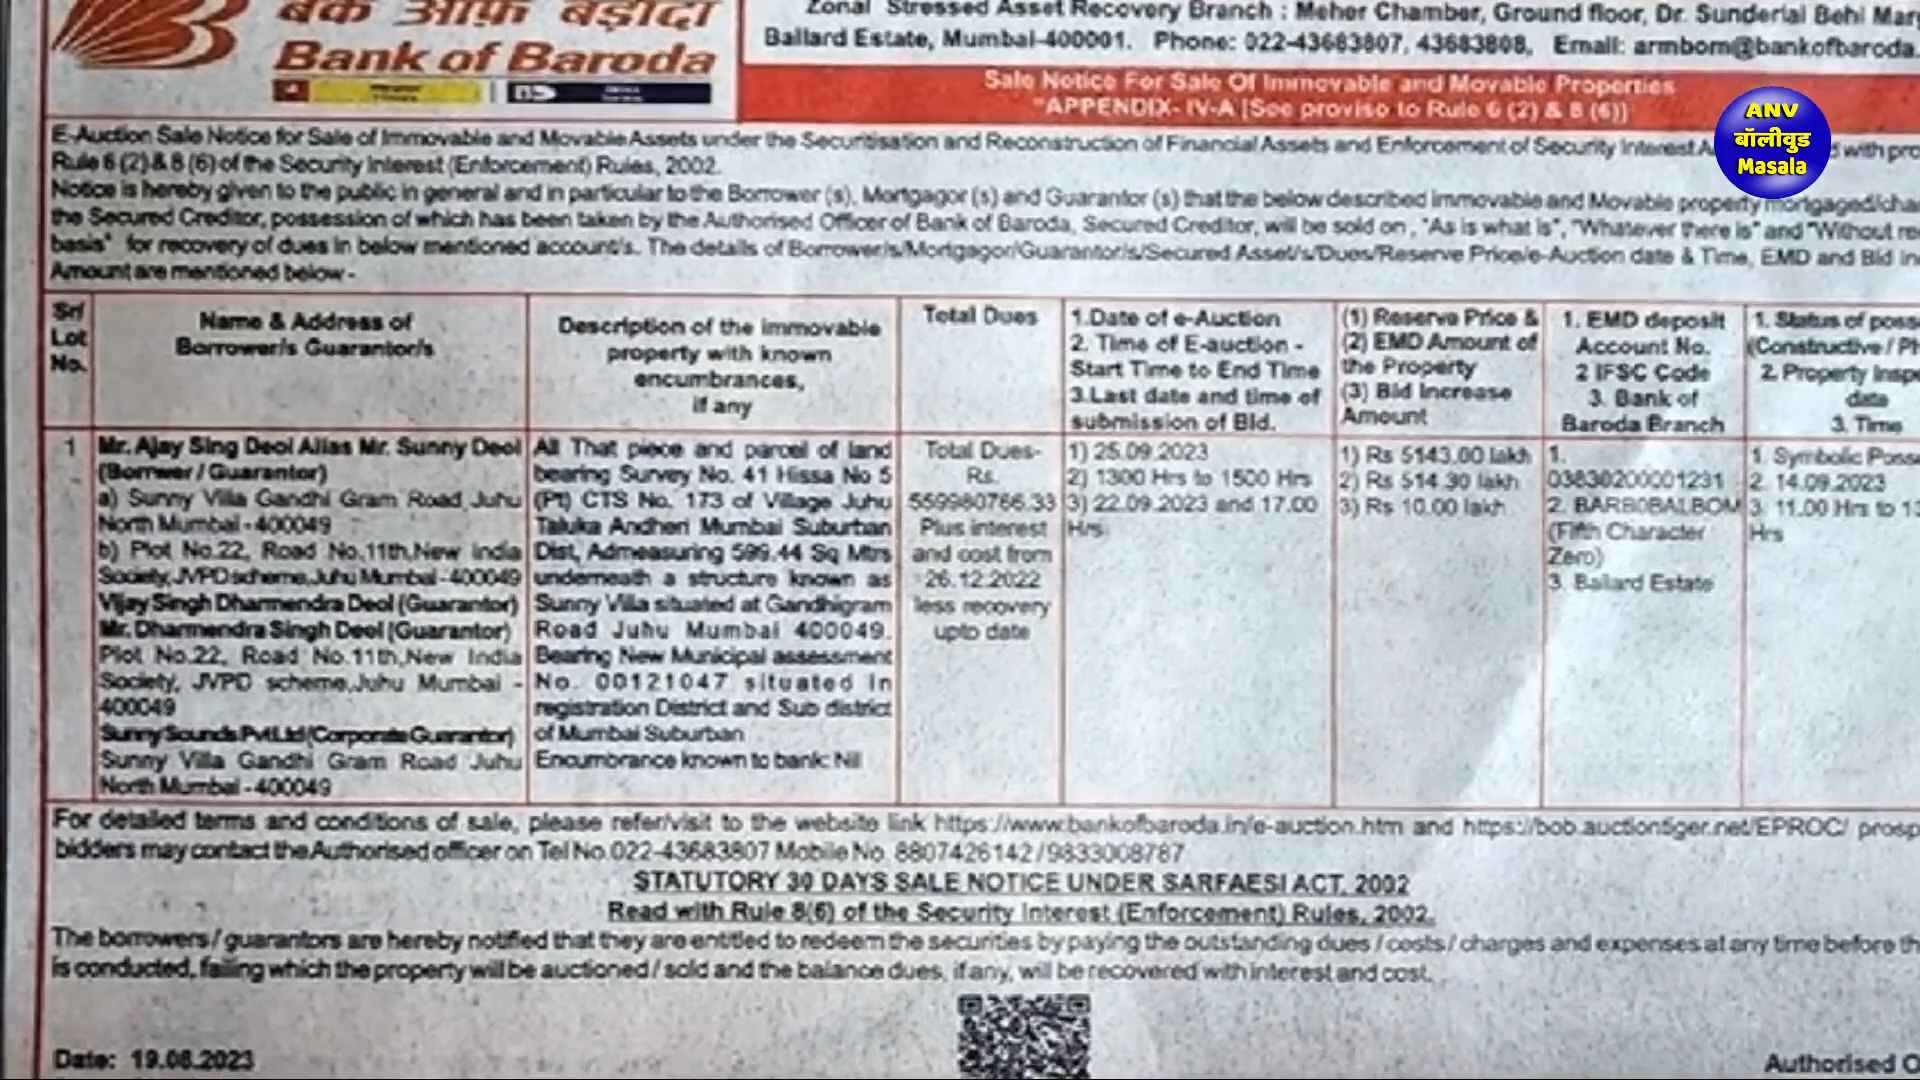 बैंक ऑफ़ बड़ौदा
Bank of Baroda
Zonal Stressed Asset Recovery Branch : Meher Chamber, Ground floor, Dr. Sunderlal Behl Marg
Ballard Estate, Mumbai-400001. Phone: 022-43683807, 43683808, Email: armbom@bankofbaroda.
Sale Notice For Sale Of Immovable and Movable Properties
"APPENDIX- IV-A [See proviso to Rule 6 (2) & 8 (6)]
ANV
बॉलीवुड
Masala
E-Auction Sale Notice for Sale of Immovable and Movable Assets under the Securitisation and Reconstruction of Financial Assets and Enforcement of Security Interest with
Rule 6 (2) & 8 (6) of the Security Interest (Enforcement) Rules, 2002.
Notice is hereby given to the public in general and in particular to the Borrower (s), Mortgagor (s) and Guarantor (s) that the below described immovable and Movable property
the Secured Creditor, possession of which has been taken by the Authorised Officer of Bank of Baroda, Secured Creditor, will be sold on , "As is what is", "Whatever there is" and "Without
basis" for recovery of dues in below mentioned account/s. The details of Borrower/s/Mortgagor/Guarantor/s/Secured Asset/s/Dues/Reserve Price/e-Auction date & Time, EMD and Bid
Amount are mentioned below -
Sr/
Lot
No.
Name & Address of
Borrower/s Guarantor/s
Description of the immovable
property with known
encumbrances,
if any
Total Dues
1.Date of e-Auction
2. Time of E-auction -
Start Time to End Time
3.Last date and time of
submission of Bid.
(1) Reserve Price &
(2) EMD Amount of
the Property
(3) Bid Increase
Amount
1. EMD deposit
Account No.
2 IFSC Code
3. Bank of
Baroda Branch
1. Status of
(Constructive /
2. Property
date
3. Time
1
Mr. Ajay Sing Deol Alias Mr. Sunny Deol
(Borrwer / Guarantor)
a) Sunny Villa Gandhi Gram Road, Juhu
North Mumbai - 400049
b) Plot No.22, Road No.11th,New India
Society, JVPD scheme,Juhu Mumbai - 400049
Vijay Singh Dharmendra Deol (Guarantor)
Mr. Dharmendra Singh Deol (Guarantor)
Plot No.22, Road No.11th,New India
Society, JVPD scheme,Juhu Mumbai -
400049
Sunny Sounds Pvt Ltd (Corporate Guarantor)
Sunny Villa Gandhi Gram Road Juhu
North Mumbai - 400049
All That piece and parcel of land
bearing Survey No. 41 Hissa No 5
(Pt) CTS No. 173 of Village Juhu
Taluka Andheri Mumbai Suburban
Dist, Admeasuring 599.44 Sq Mtrs
underneath a structure known as
Sunny Villa situated at Gandhigram
Road Juhu Mumbai 400049.
Bearing New Municipal assessment
No. 00121047 situated in
registration District and Sub district
of Mumbai Suburban
Encumbrance known to bank: Nil
Total Dues-
Rs.
559980766.33
Plus interest
and cost from
26.12.2022
less recovery
upto date
1) 25.09.2023
2) 1300 Hrs to 1500 Hrs
3) 22.09.2023 and 17.00
Hrs
1) Rs 5143.00 lakh
2) Rs 514.30 lakh
3) Rs 10.00 lakh
1.
03830200001231
2. BARB0BALBOM
(Fifth Character
Zero)
3. Ballard Estate
1. Symbolic
2. 14.09.2023
3. 11.00 Hrs to
Hrs
For detailed terms and conditions of sale, please refer/visit to the website link https://www.bankofbaroda.in/e-auction.htm and https://bob.auctiontiger.net/EPROC/
bidders may contact the Authorised officer on Tel No.022-43683807 Mobile No. 8807426142 / 9833008787
STATUTORY 30 DAYS SALE NOTICE UNDER SARFAESI ACT, 2002
Read with Rule 8(6) of the Security Interest (Enforcement) Rules, 2002.
The borrowers / guarantors are hereby notified that they are entitled to redeem the securities by paying the outstanding dues / costs / charges and expenses at any time before
is conducted, failing which the property will be auctioned / sold and the balance dues, if any, will be recovered with interest and cost.
Date: 19.08.2023
Authorised